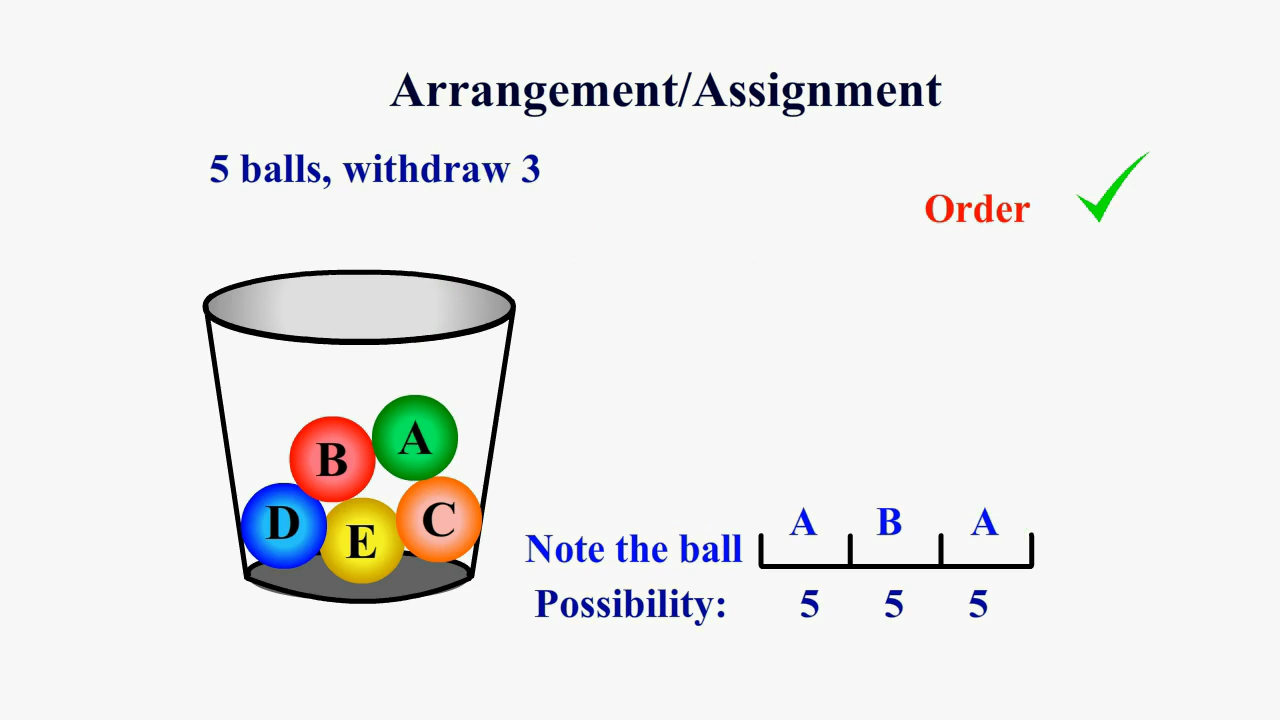 Arrangement/Assignment
5 balls, withdraw 3
Order
B A
D E C
A B A
Note the ball
Possibility: 5 5 5